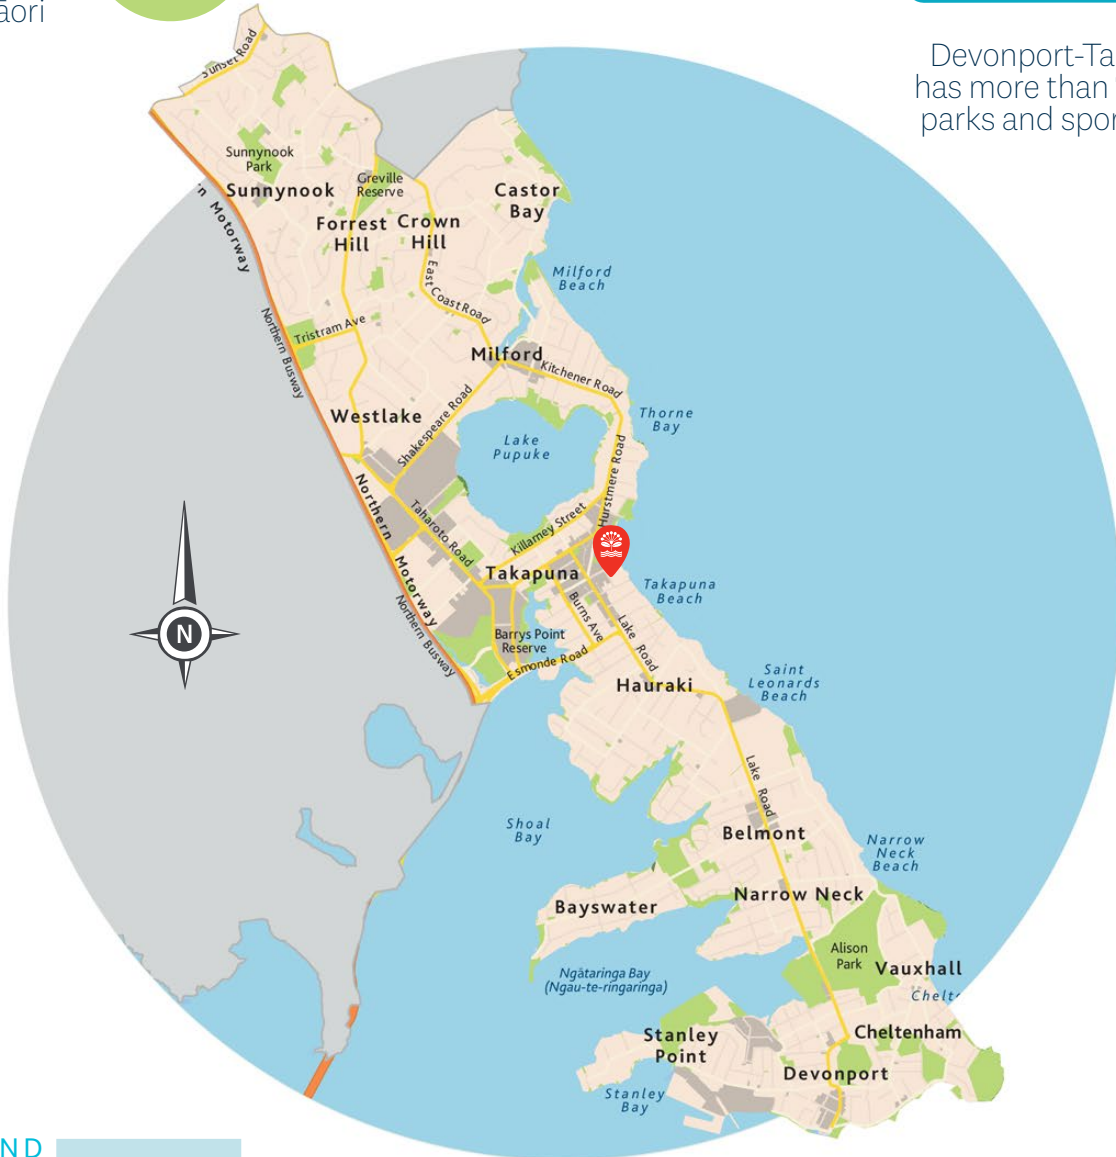 āori
Devonport-Ta
has more than
parks and spor
Sunset Road
Sunnynook
Park
Sunnynook
Greville
Reserve
Castor
Bay
Forrest
Hill
Crown
Hill
n Motorway
Milford
Beach
East Coast Road
Northern Busway
Tristram Ave
Milford
Kitchener Road
Westlake
Shakespeare Road
Thorne
Bay
Lake
Pupuke
Hurstmere Road
Northern Motorway
Taharoto Road
Killarney Street
Takapuna
Takapuna
Beach
Northern Busway
Burns Ave
Lake Road
N
Barrys Point
Reserve
Esmonde Road
Hauraki
Saint
Leonards
Beach
Lake Road
Shoal
Bay
Belmont
Narrow
Neck
Beach
Narrow Neck
Bayswater
Alison
Park
Vauxhall
Ngātaringa Bay
(Ngau-te-ringaringa)
Chelt
Stanley
Point
Cheltenham
Devonport
Stanley
Bay
ND